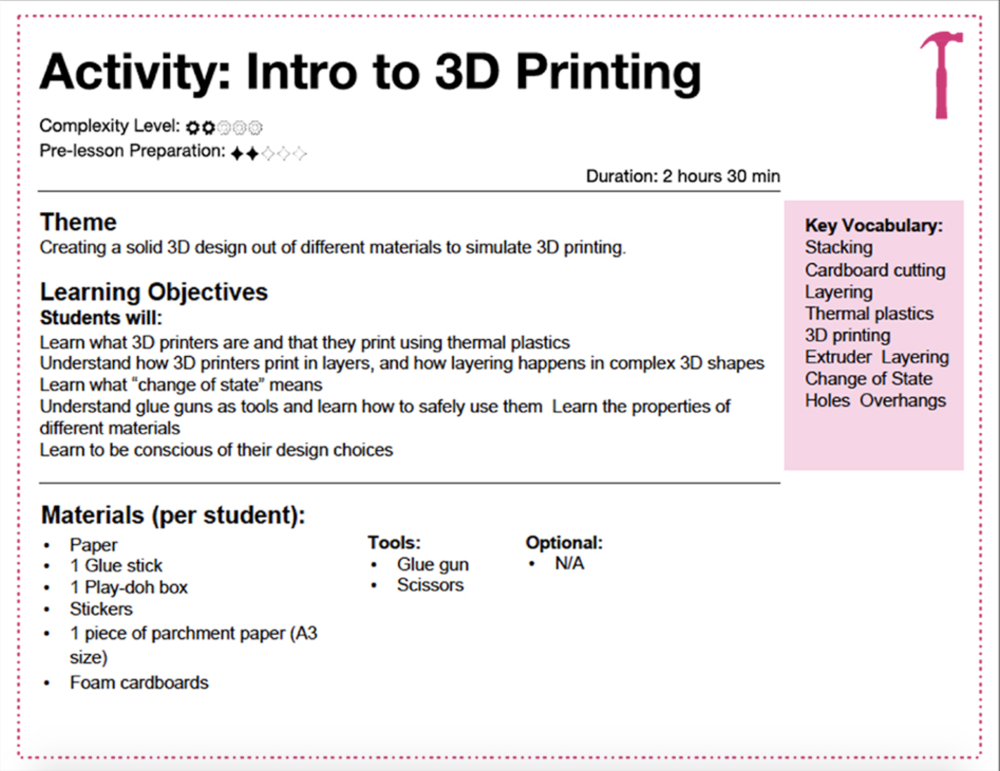 Activity: Intro to 3D Printing
Complexity Level:
Pre-lesson Preparation:
Duration: 2 hours 30 min
Theme
Creating a solid 3D design out of different materials to simulate 3D printing.
Learning Objectives
Students will:
Learn what 3D printers are and that they print using thermal plastics
Understand how 3D printers print in layers, and how layering happens in complex 3D shapes
Learn what “change of state” means
Understand glue guns as tools and learn how to safely use them  Learn the properties of
different materials
Learn to be conscious of their design choices
Key Vocabulary:
Stacking
Cardboard cutting
Layering
Thermal plastics
3D printing
Extruder  Layering
Change of State
Holes  Overhangs
Materials (per student):
• Paper
• 1 Glue stick
• 1 Play-doh box
• Stickers
• 1 piece of parchment paper (A3
size)
• Foam cardboards
Tools:
• Glue gun
• Scissors
Optional:
• N/A